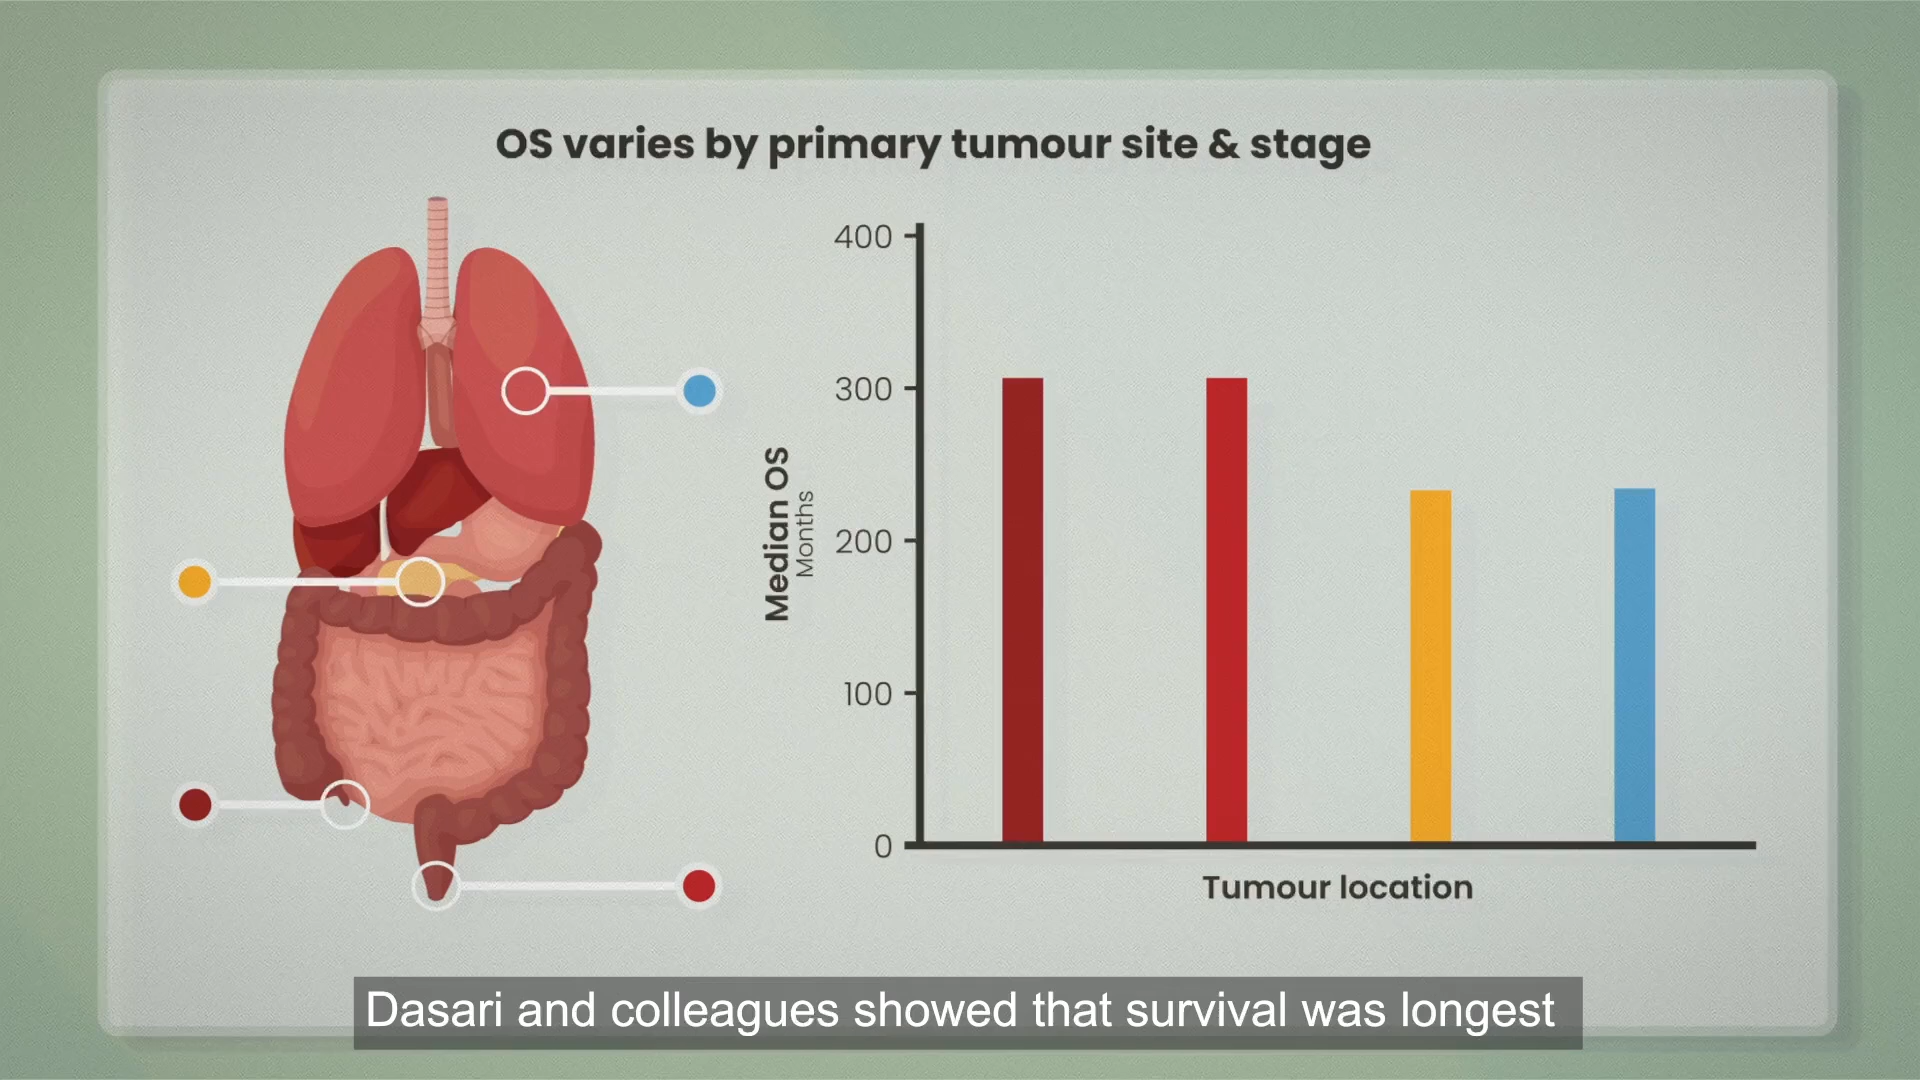 OS varies by primary tumour site & stage
400
300
200
100
0
Median OS
Months
Tumour location
Dasari and colleagues showed that survival was longest